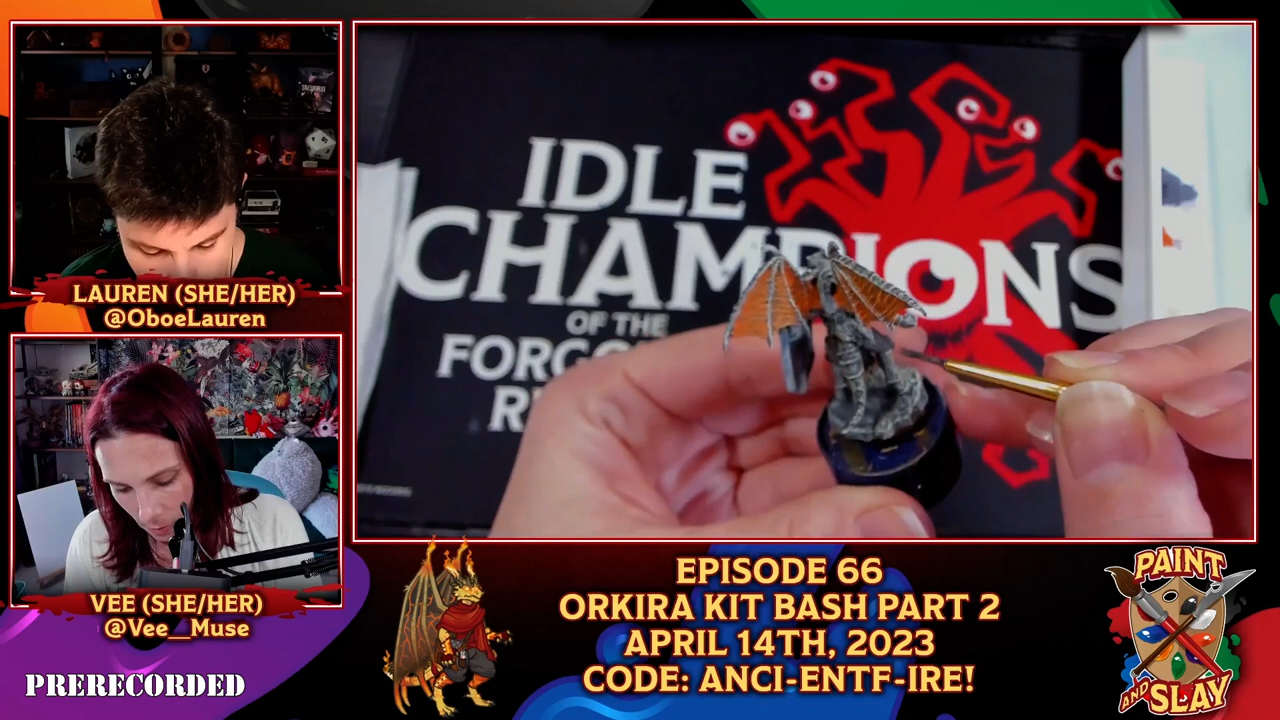 LAUREN (SHE/HER)
@OboeLauren
VEE (SHE/HER)
@Vee__Muse
PRERECORDED
IDLE
CHAMPIONS
OF THE
EPISODE 66
ORKIRA KIT BASH PART 2
APRIL 14TH, 2023
CODE: ANCI-ENTF-IRE!
PAINT
AND SLAY